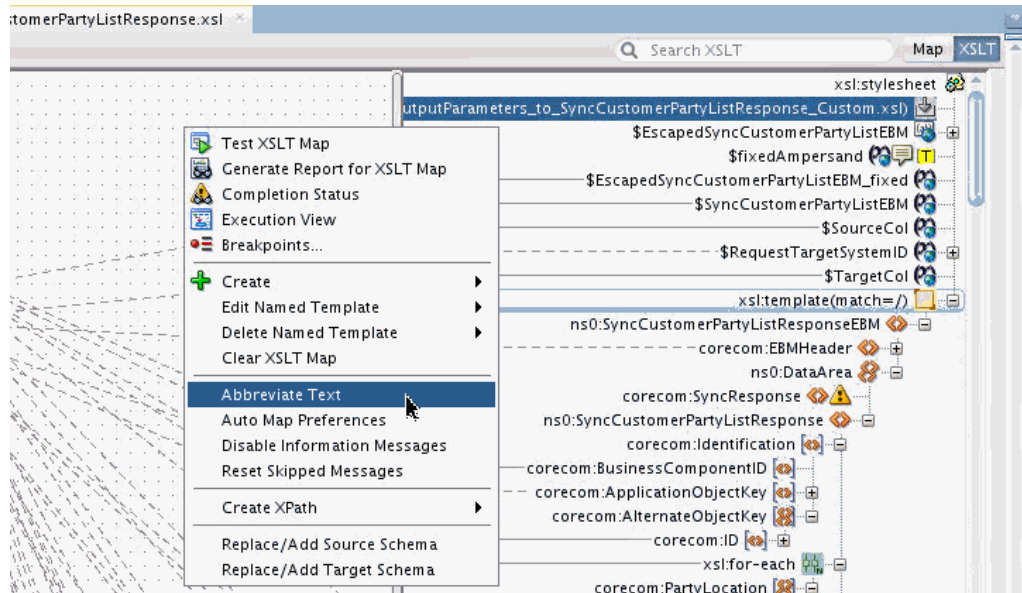 tomerPartyListResponse.xsl
Search XSLT
Map XSLT
xsl:stylesheet
utputParameters_to_SyncCustomerPartyListResponse_Custom.xsl)
$EscapedSyncCustomerPartyListEBM
$fixedAmpersand
T
$EscapedSyncCustomerPartyListEBM_fixed
$SyncCustomerPartyListEBM
$SourceCol
$RequestTargetSystemID
$TargetCol
xsl:template(match=/)
ns0:SyncCustomerPartyListResponseEBM
corecom:EBMHeader
ns0:DataArea
corecom:SyncResponse
ns0:SyncCustomerPartyListResponse
corecom:Identification
corecom:BusinessComponentID
corecom:ApplicationObjectKey
corecom:AlternateObjectKey
corecom:ID
xsl:for-each
corecom:PartyLocation
Test XSLT Map
Generate Report for XSLT Map
Completion Status
Execution View
Breakpoints...
Create
Edit Named Template
Delete Named Template
Clear XSLT Map
Abbreviate Text
Auto Map Preferences
Disable Information Messages
Reset Skipped Messages
Create XPath
Replace/Add Source Schema
Replace/Add Target Schema